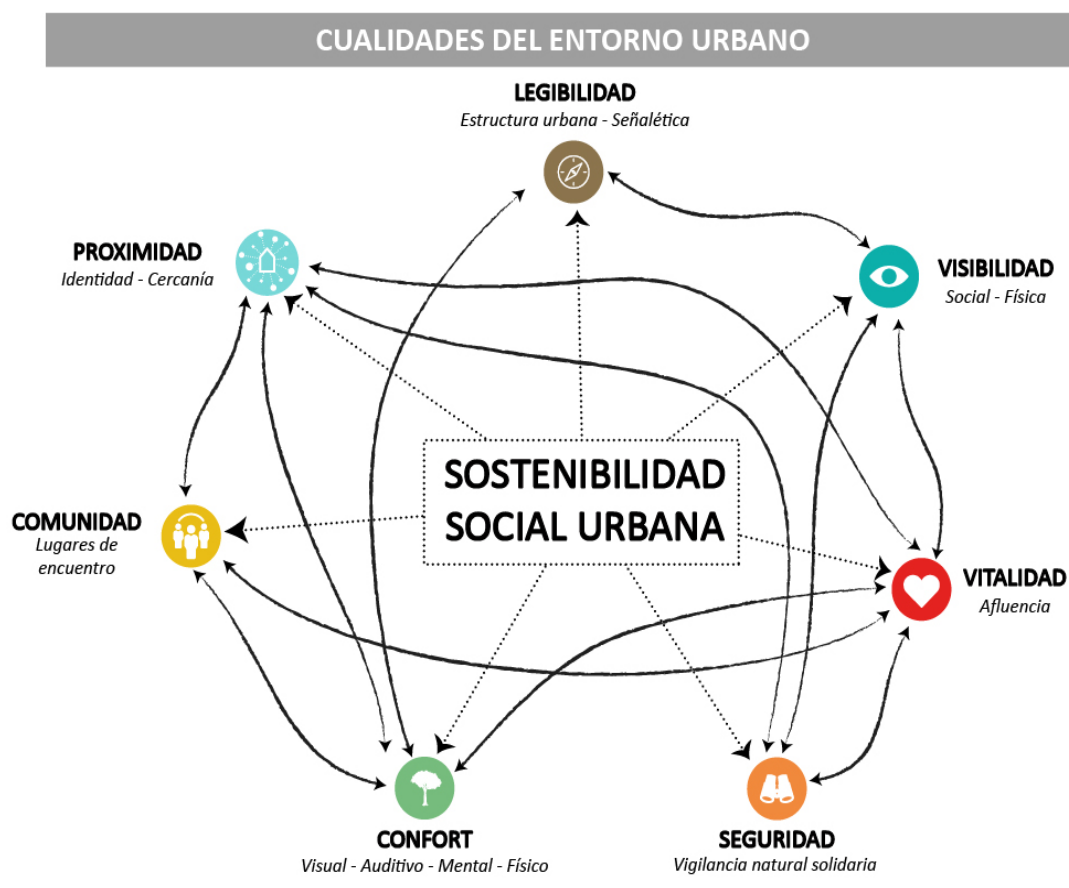 CUALIDADES DEL ENTORNO URBANO
LEGIBILIDAD
Estructura urbana - Señalética
PROXIMIDAD
Identidad - Cercanía
VISIBILIDAD
Social - Física
SOSTENIBILIDAD
SOCIAL URBANA
COMUNIDAD
Lugares de
encuentro
VITALIDAD
Afluencia
CONFORT
Visual - Auditivo - Mental - Físico
SEGURIDAD
Vigilancia natural solidaria